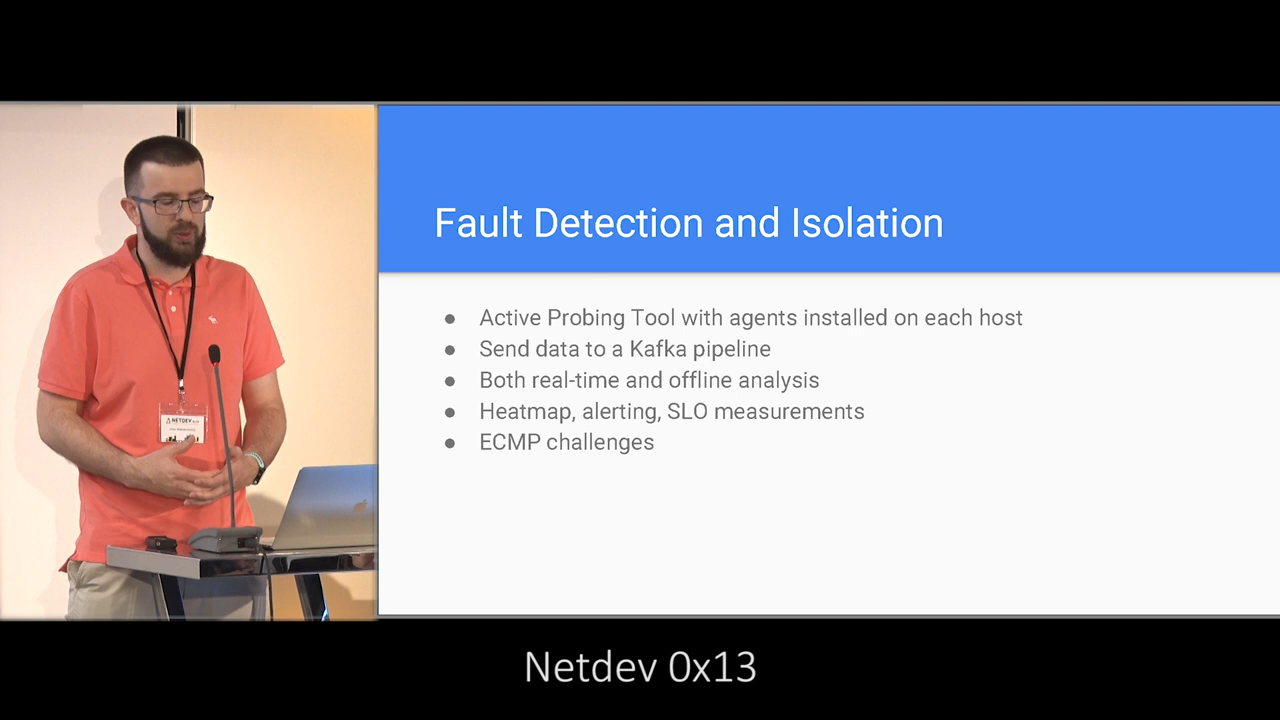 NETDEV
Fault Detection and Isolation
● Active Probing Tool with agents installed on each host
● Send data to a Kafka pipeline
● Both real-time and offline analysis
● Heatmap, alerting, SLO measurements
● ECMP challenges
Netdev 0x13